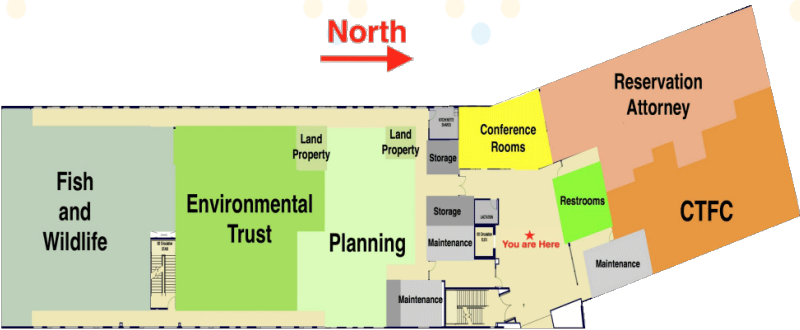 North
Reservation
Attorney
Conference
Rooms
Land
Property
Land
Property
Storage
Fish
and
Wildlife
Environmental
Trust
Planning
Storage
Restrooms
CTFC
You are Here
Maintenance
Maintenance
Maintenance